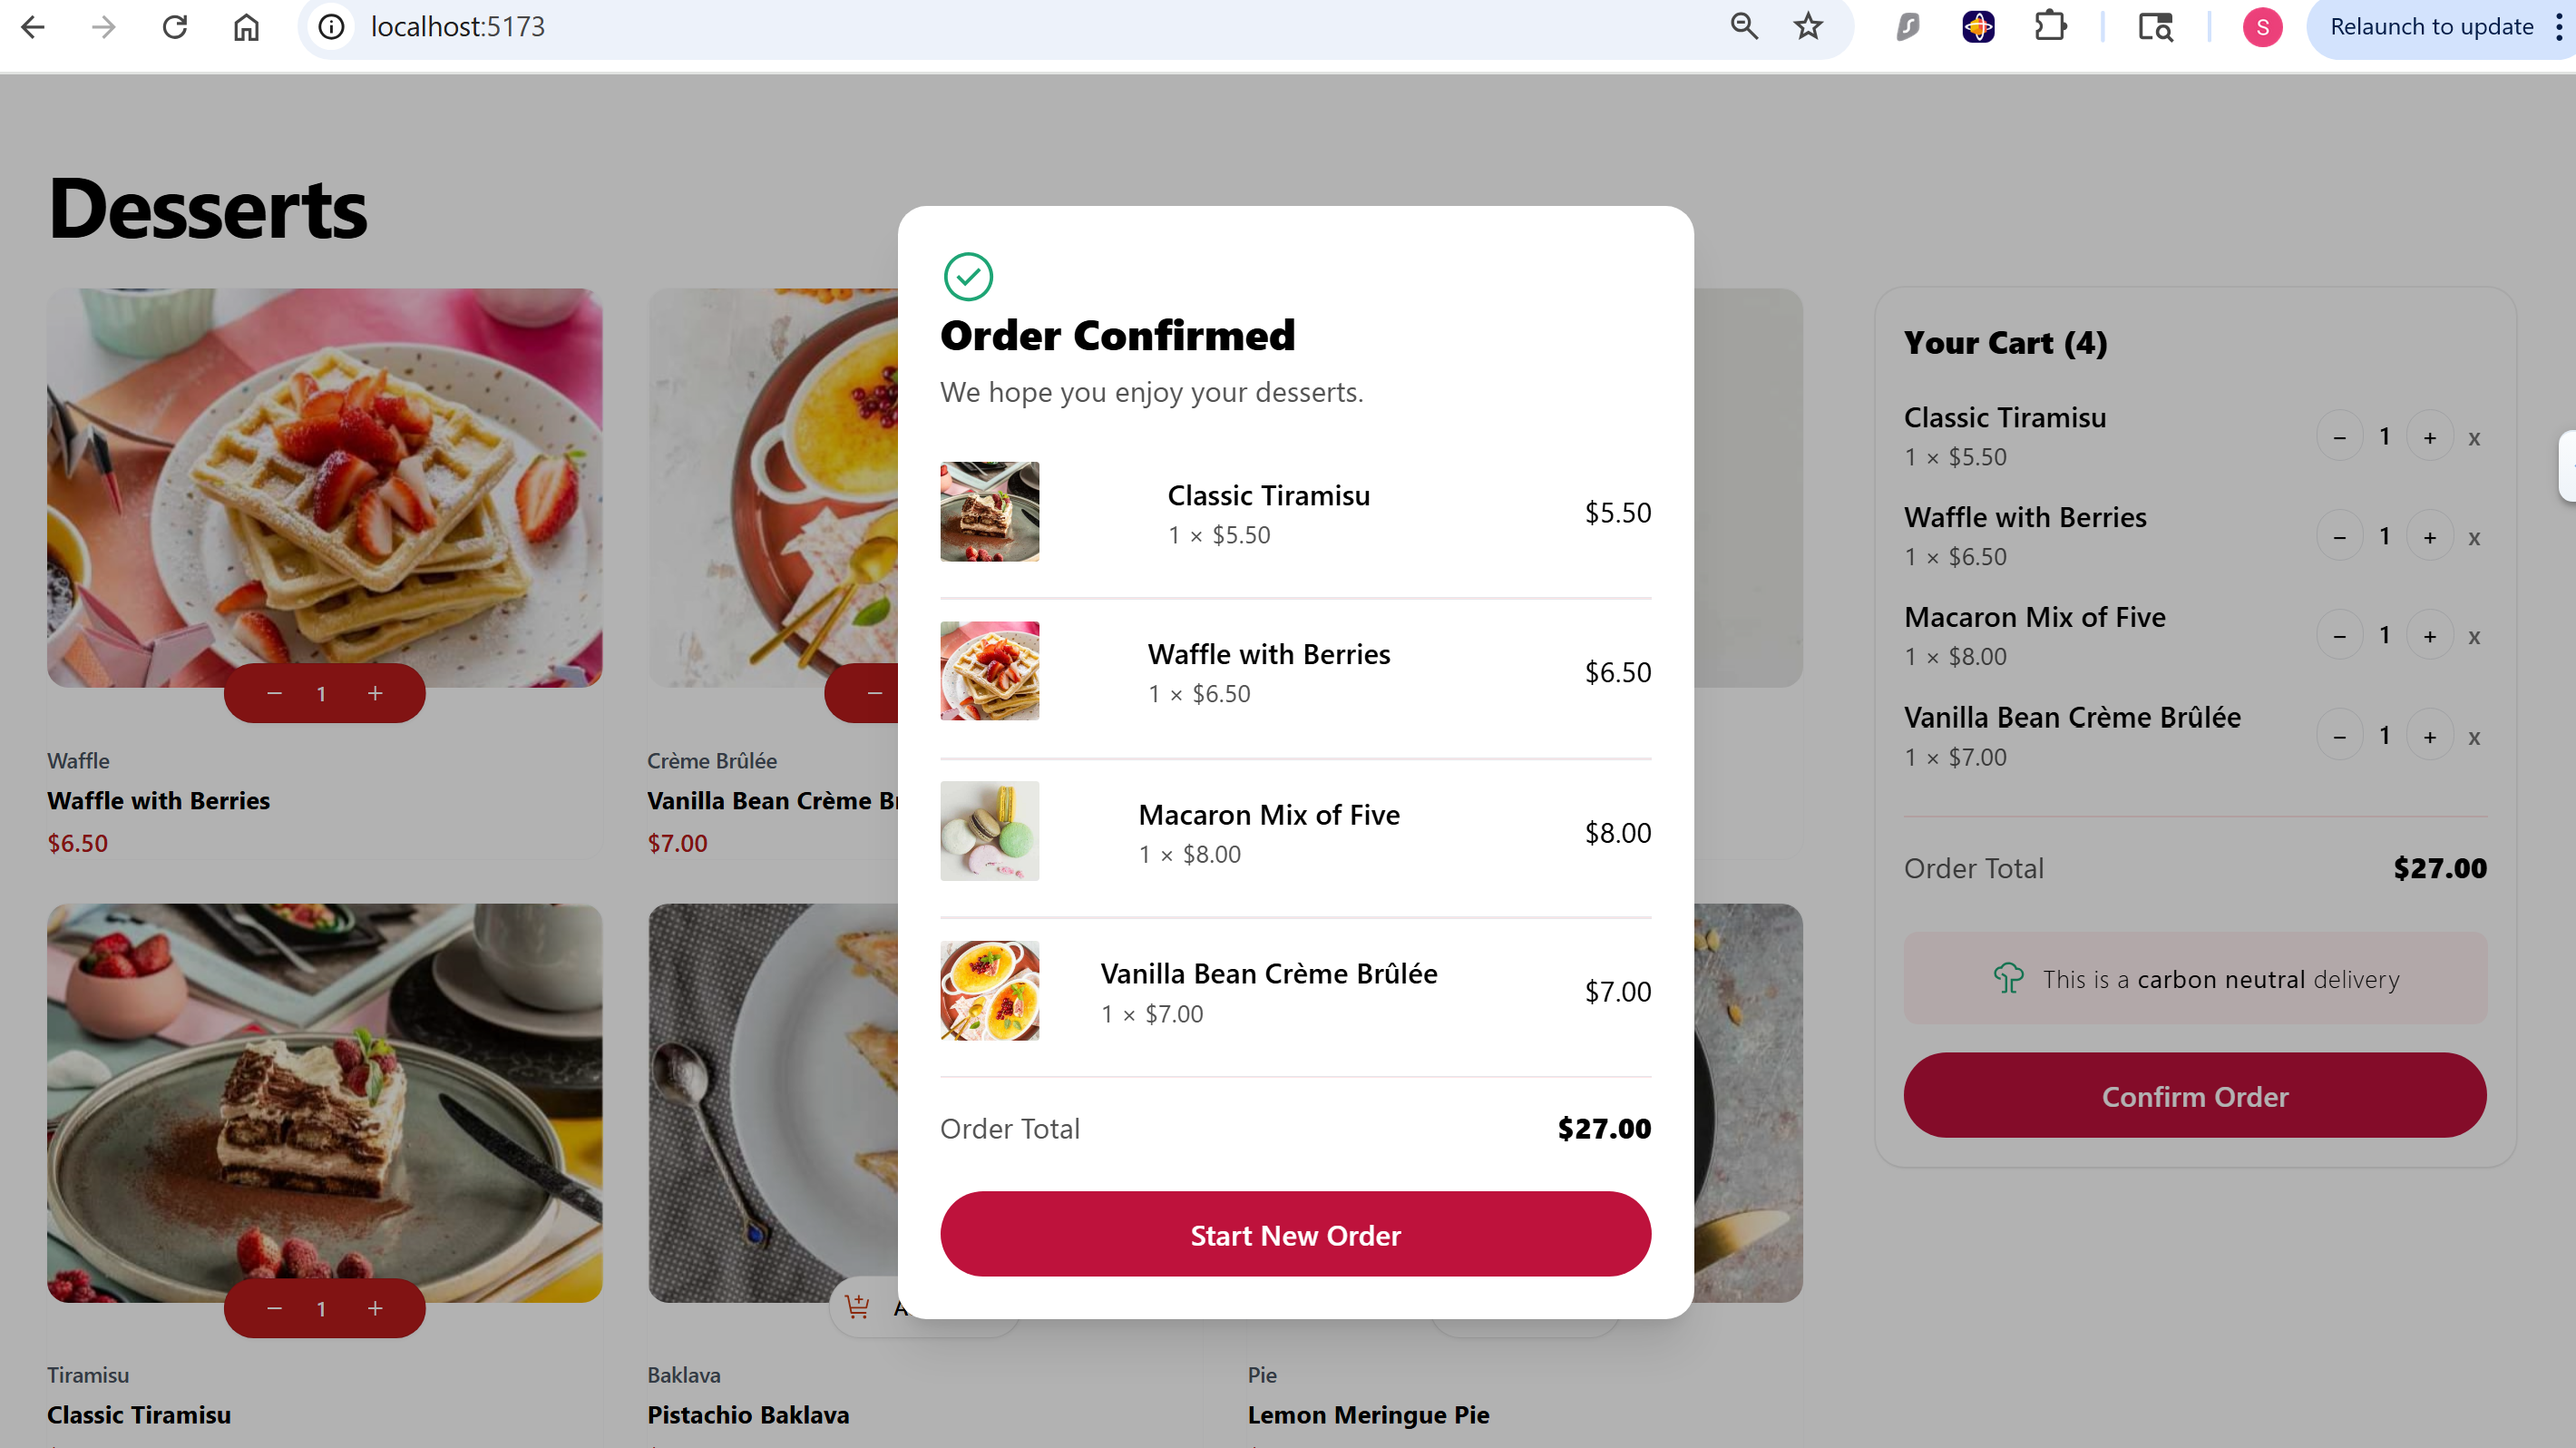 localhost:5173
S
Relaunch to update
Desserts
1
Waffle
Waffle with Berries
$6.50
Crème Brûlée
Vanilla Bean Crème
$7.00
1
Tiramisu
Classic Tiramisu
Baklava
Pistachio Baklava
Pie
Lemon Meringue Pie
Order Confirmed
We hope you enjoy your desserts.
Classic Tiramisu
1 × $5.50
$5.50
Waffle with Berries
1 × $6.50
$6.50
Macaron Mix of Five
1 × $8.00
$8.00
Vanilla Bean Crème Brûlée
1 × $7.00
$7.00
Order Total
$27.00
Start New Order
Your Cart (4)
Classic Tiramisu
1 × $5.50
− 1 + x
Waffle with Berries
1 × $6.50
− 1 + x
Macaron Mix of Five
1 × $8.00
− 1 + x
Vanilla Bean Crème Brûlée
1 × $7.00
− 1 + x
Order Total
$27.00
This is a carbon neutral delivery
Confirm Order